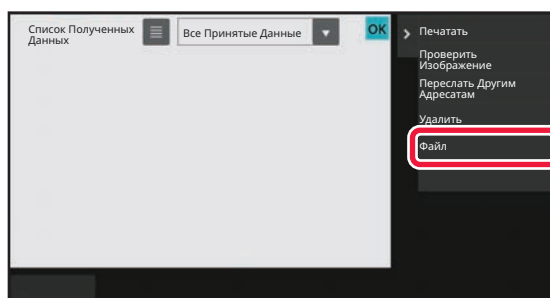 Список Полученных
Данных
Все Принятые Данные
OK
Печатать
Проверить
Изображение
Переслать Другим
Адресатам
Удалить
Файл